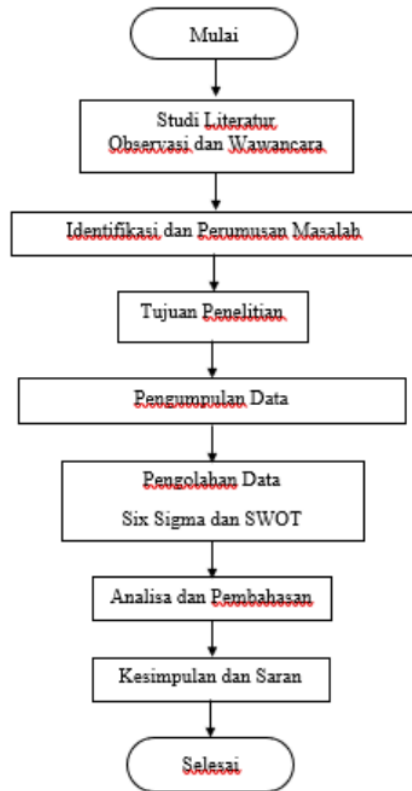 Mulai
Studi Literatur
Observasi dan Wawancara
Identifikasi dan Perumusan Masalah
Tujuan Penelitian
Pengumpulan Data
Pengolahan Data
Six Sigma dan SWOT
Analisa dan Pembahasan
Kesimpulan dan Saran
Selesai